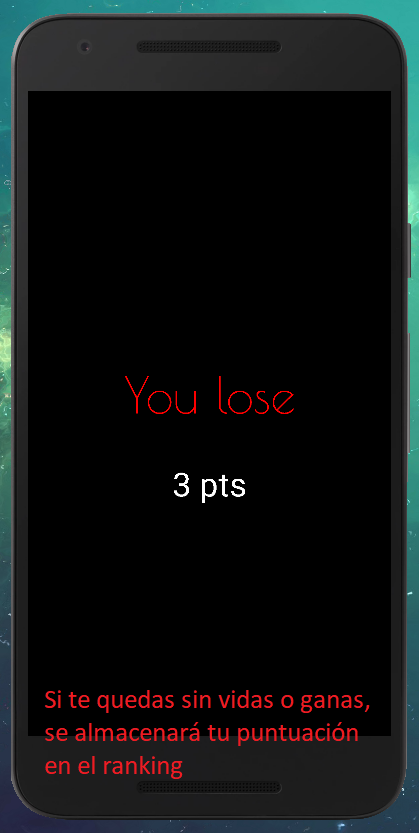 You lose
3 pts
Si te quedas sin vidas o ganas,
se almacenará tu puntuación
en el ranking